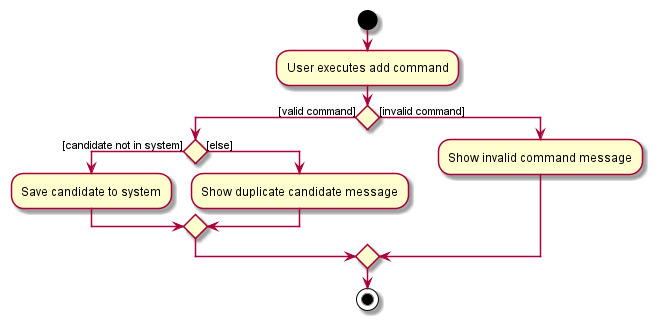 User executes add command
[valid command]
[invalid command]
[candidate not in system]
[else]
Show invalid command message
Save candidate to system
Show duplicate candidate message